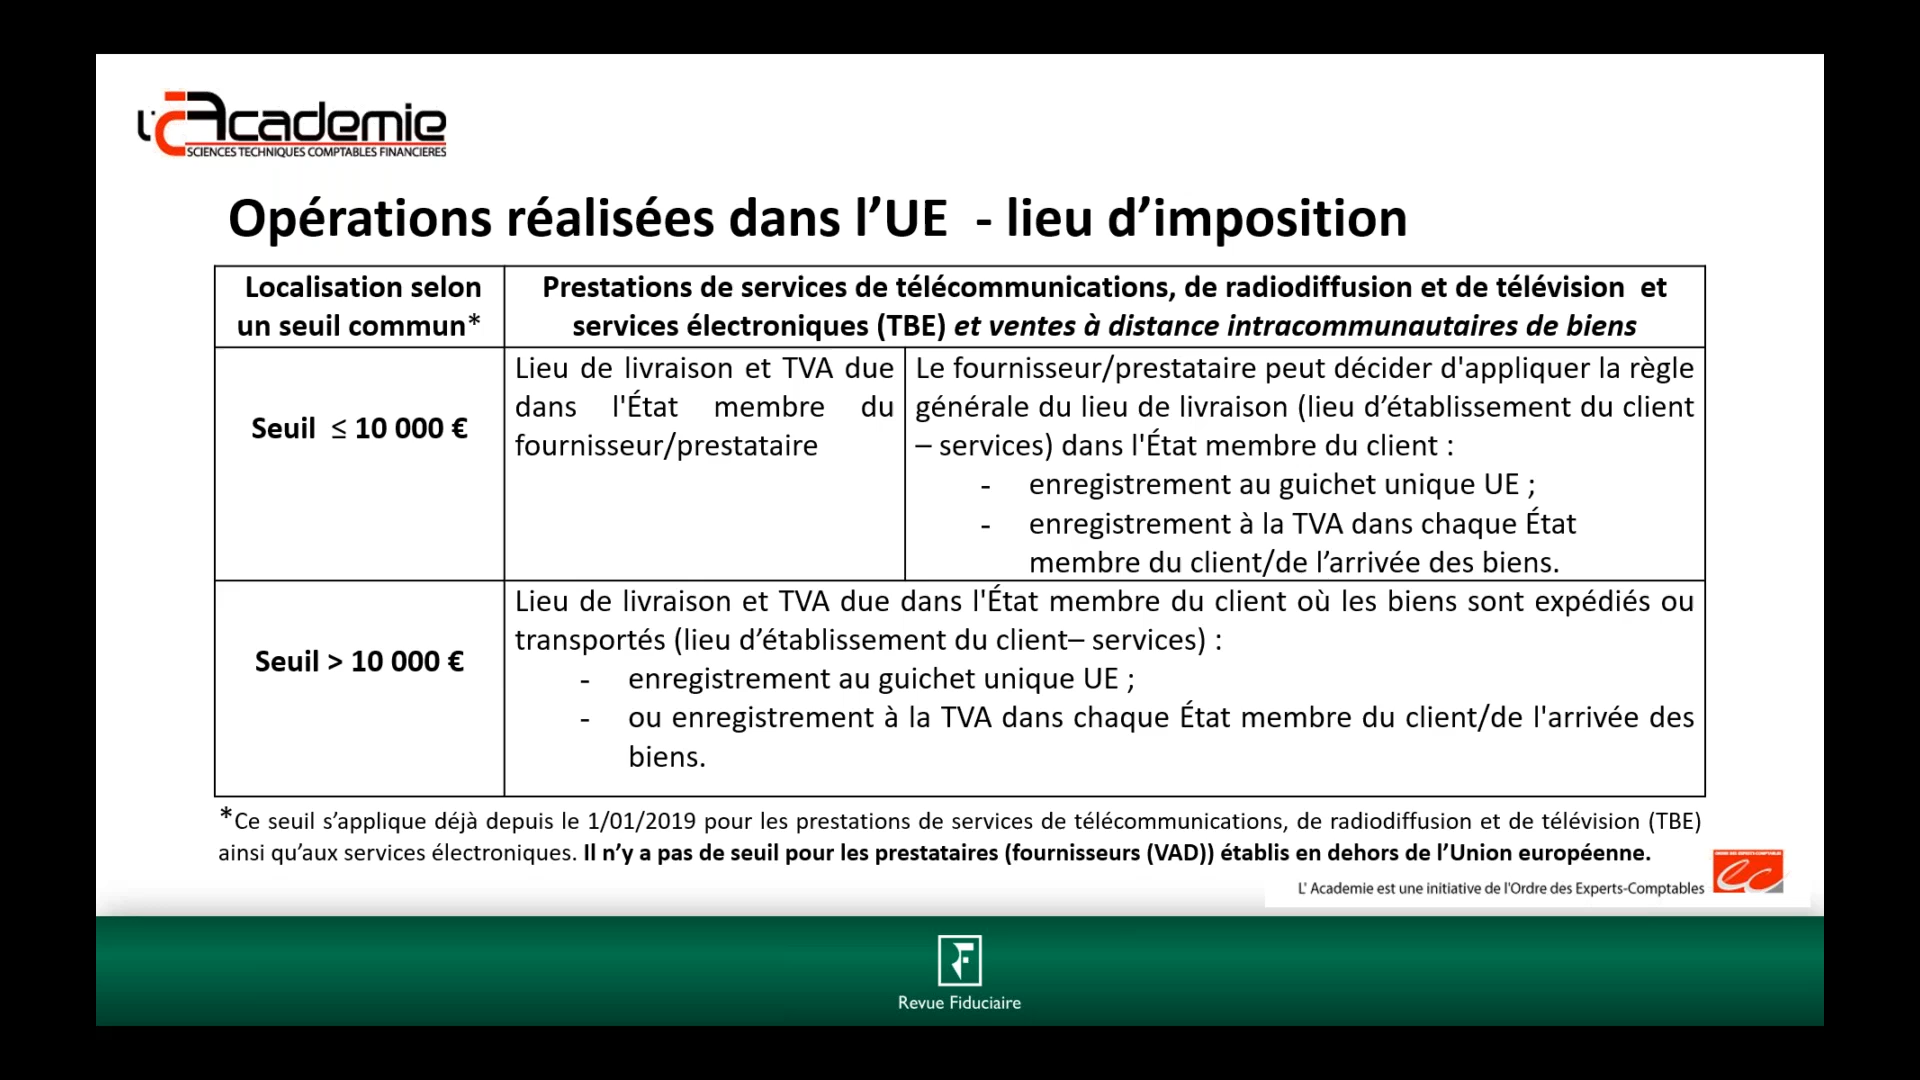 L'Academie
SCIENCES TECHNIQUES COMPTABLES FINANCIERES
Opérations réalisées dans l’UE - lieu d’imposition
Localisation selon
un seuil commun*
Prestations de services de télécommunications, de radiodiffusion et de télévision et
services électroniques (TBE) et ventes à distance intracommunautaires de biens
Seuil ≤ 10 000 €
Lieu de livraison et TVA due
dans l'État membre du
fournisseur/prestataire
Le fournisseur/prestataire peut décider d'appliquer la règle
générale du lieu de livraison (lieu d’établissement du client
– services) dans l'État membre du client :
- enregistrement au guichet unique UE ;
- enregistrement à la TVA dans chaque État
membre du client/de l’arrivée des biens.
Seuil > 10 000 €
Lieu de livraison et TVA due dans l'État membre du client où les biens sont expédiés ou
transportés (lieu d’établissement du client– services) :
- enregistrement au guichet unique UE ;
- ou enregistrement à la TVA dans chaque État membre du client/de l'arrivée des
biens.
*Ce seuil s’applique déjà depuis le 1/01/2019 pour les prestations de services de télécommunications, de radiodiffusion et de télévision (TBE)
ainsi qu’aux services électroniques. Il n’y a pas de seuil pour les prestataires (fournisseurs (VAD)) établis en dehors de l’Union européenne.
L' Academie est une initiative de l'Ordre des Experts-Comptables
ORDRE DES EXPERTS-COMPTABLES
ec
Revue Fiduciaire